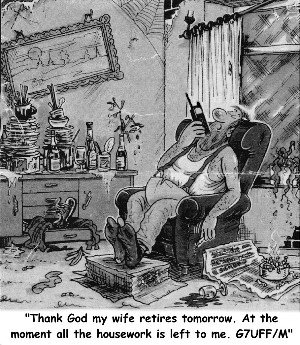 "Thank God my wife retires tomorrow. At the
moment all the housework is left to me. G7UFF/M"